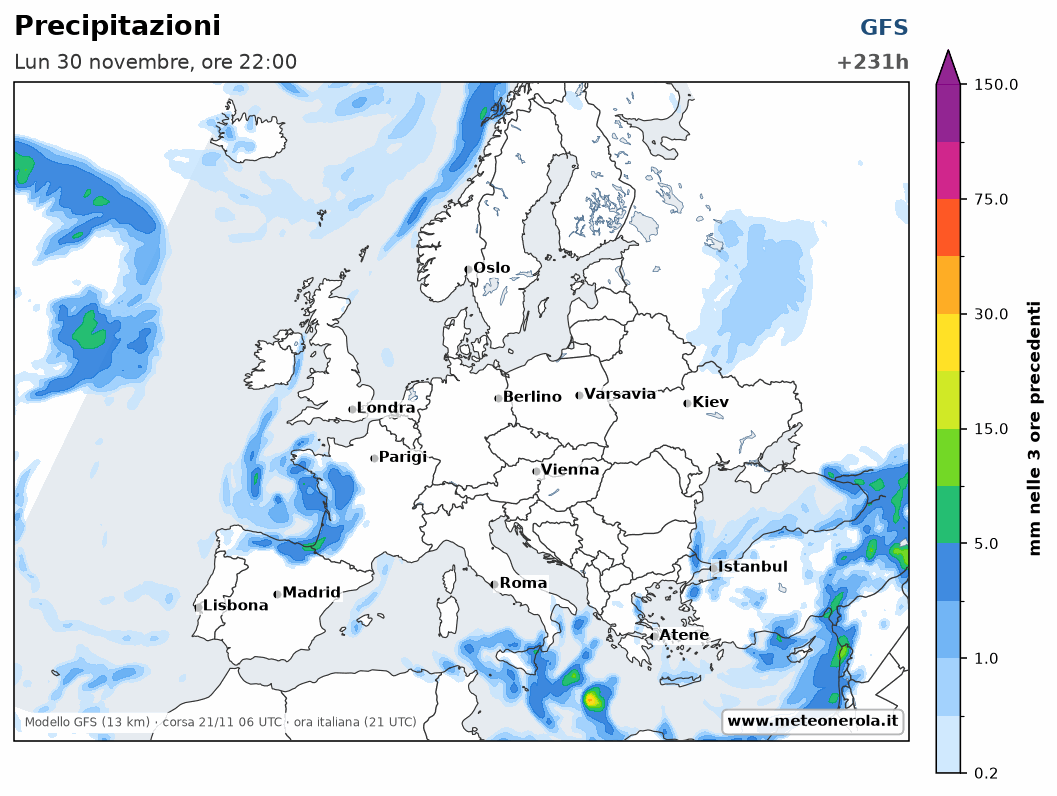 Precipitazioni
GFS
Lun 30 novembre, ore 22:00
+231h
Oslo
Londra
Berlino
Varsavia
Kiev
Parigi
Vienna
Istanbul
Roma
Madrid
Lisbona
Atene
Modello GFS (13 km) · corsa 21/11 06 UTC · ora italiana (21 UTC)
www.meteonerola.it
150.0
75.0
30.0
15.0
5.0
1.0
0.2
mm nelle 3 ore precedenti